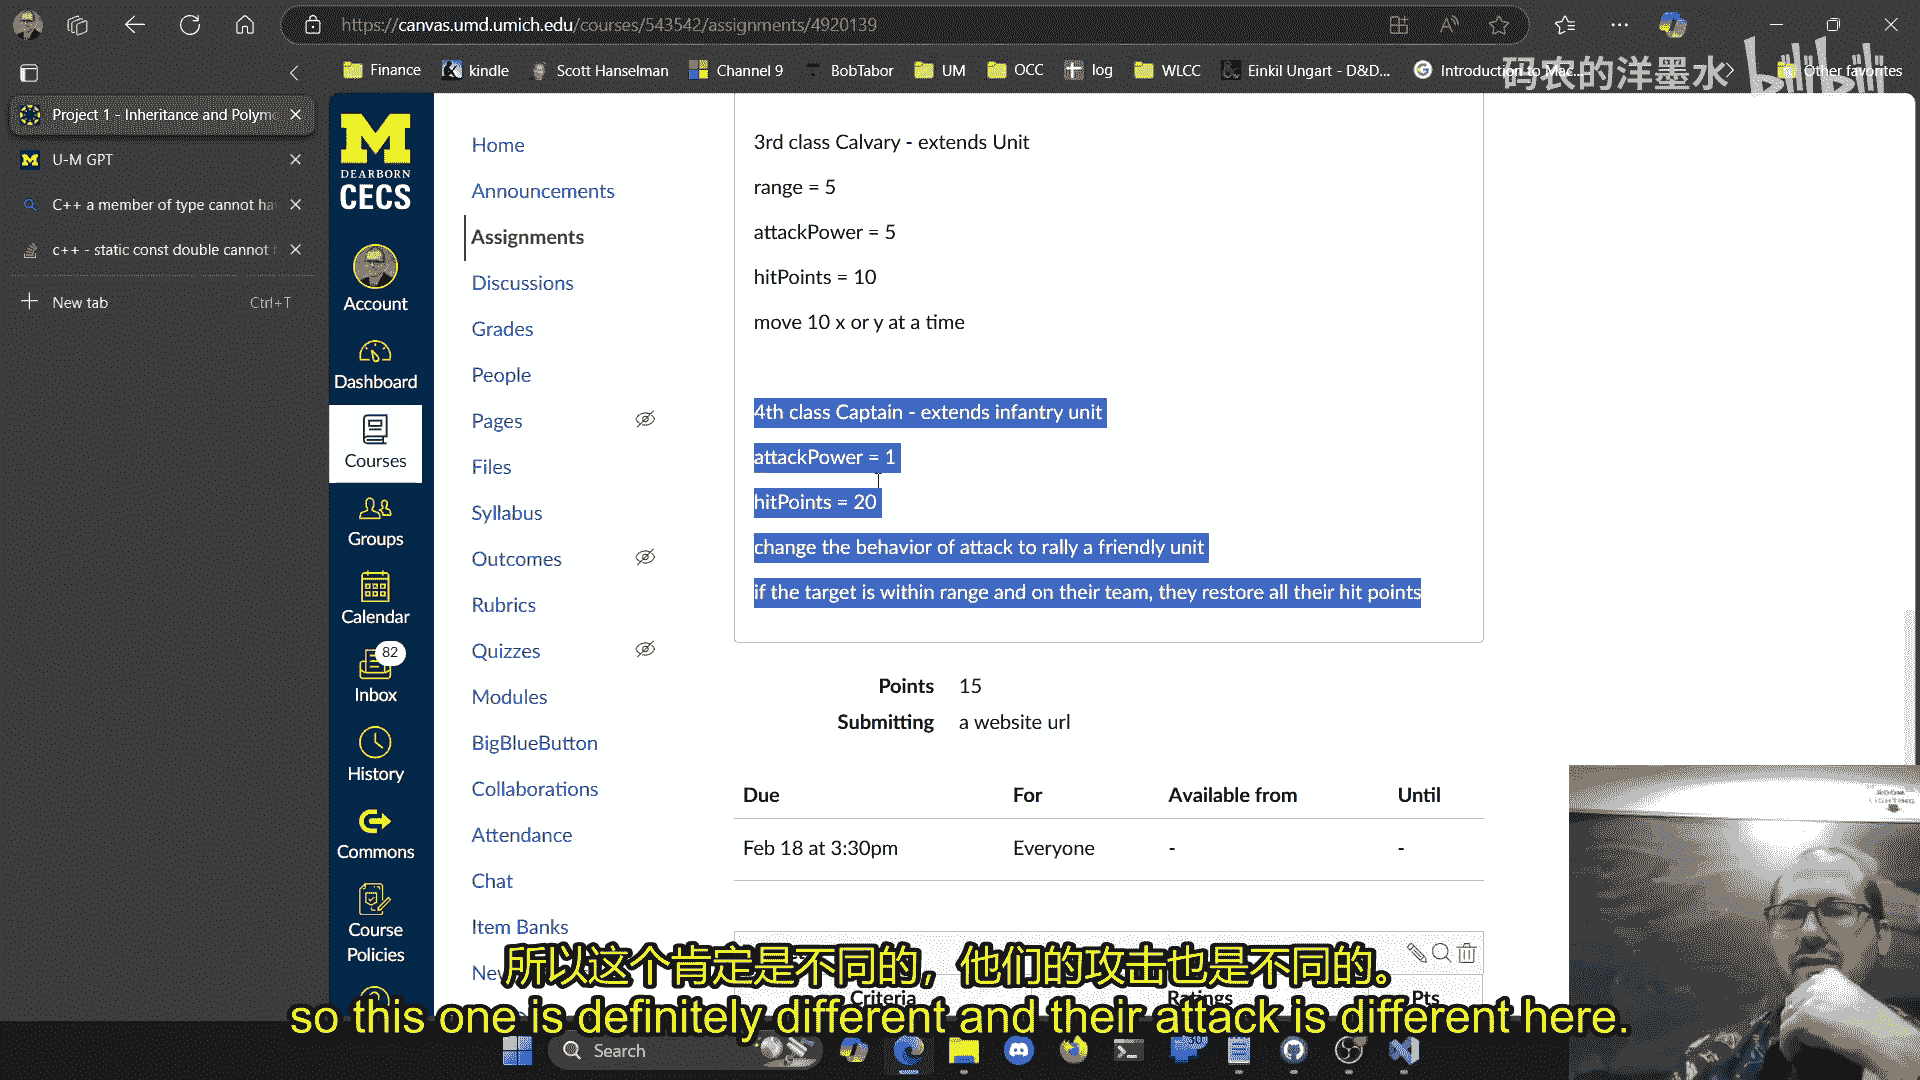 https://canvas.umd.umich.edu/courses/543542/assignments/4920139
Finance
kindle
Scott Hanselman
Channel 9
BobTabor
UM
OCC
log
WLCC
Einkil Ungart - D&D...
Introduction to Mac...
Other favorites
码农的洋墨水
bilibili
Project 1 - Inheritance and Polym
U-M GPT
C++ a member of type cannot ha
c++ - static const double cannot
New tab
Ctrl+T
M
DEARBORN
CECS
Account
Dashboard
Courses
Groups
Calendar
82
Inbox
History
Commons
Course
Policies
Home
Announcements
Assignments
Discussions
Grades
People
Pages
Files
Syllabus
Outcomes
Rubrics
Quizzes
Modules
BigBlueButton
Collaborations
Attendance
Chat
Item Banks
3rd class Calvary - extends Unit
range = 5
attackPower = 5
hitPoints = 10
move 10 x or y at a time
4th class Captain - extends infantry unit
attackPower = 1
hitPoints = 20
change the behavior of attack to rally a friendly unit
if the target is within range and on their team, they restore all their hit points
Points 15
Submitting a website url
Due For Available from Until
Feb 18 at 3:30pm Everyone - -
Criteria Ratings Pts
所以这个肯定是不同的，他们的攻击也是不同的。
so this one is definitely different and their attack is different here.
Search